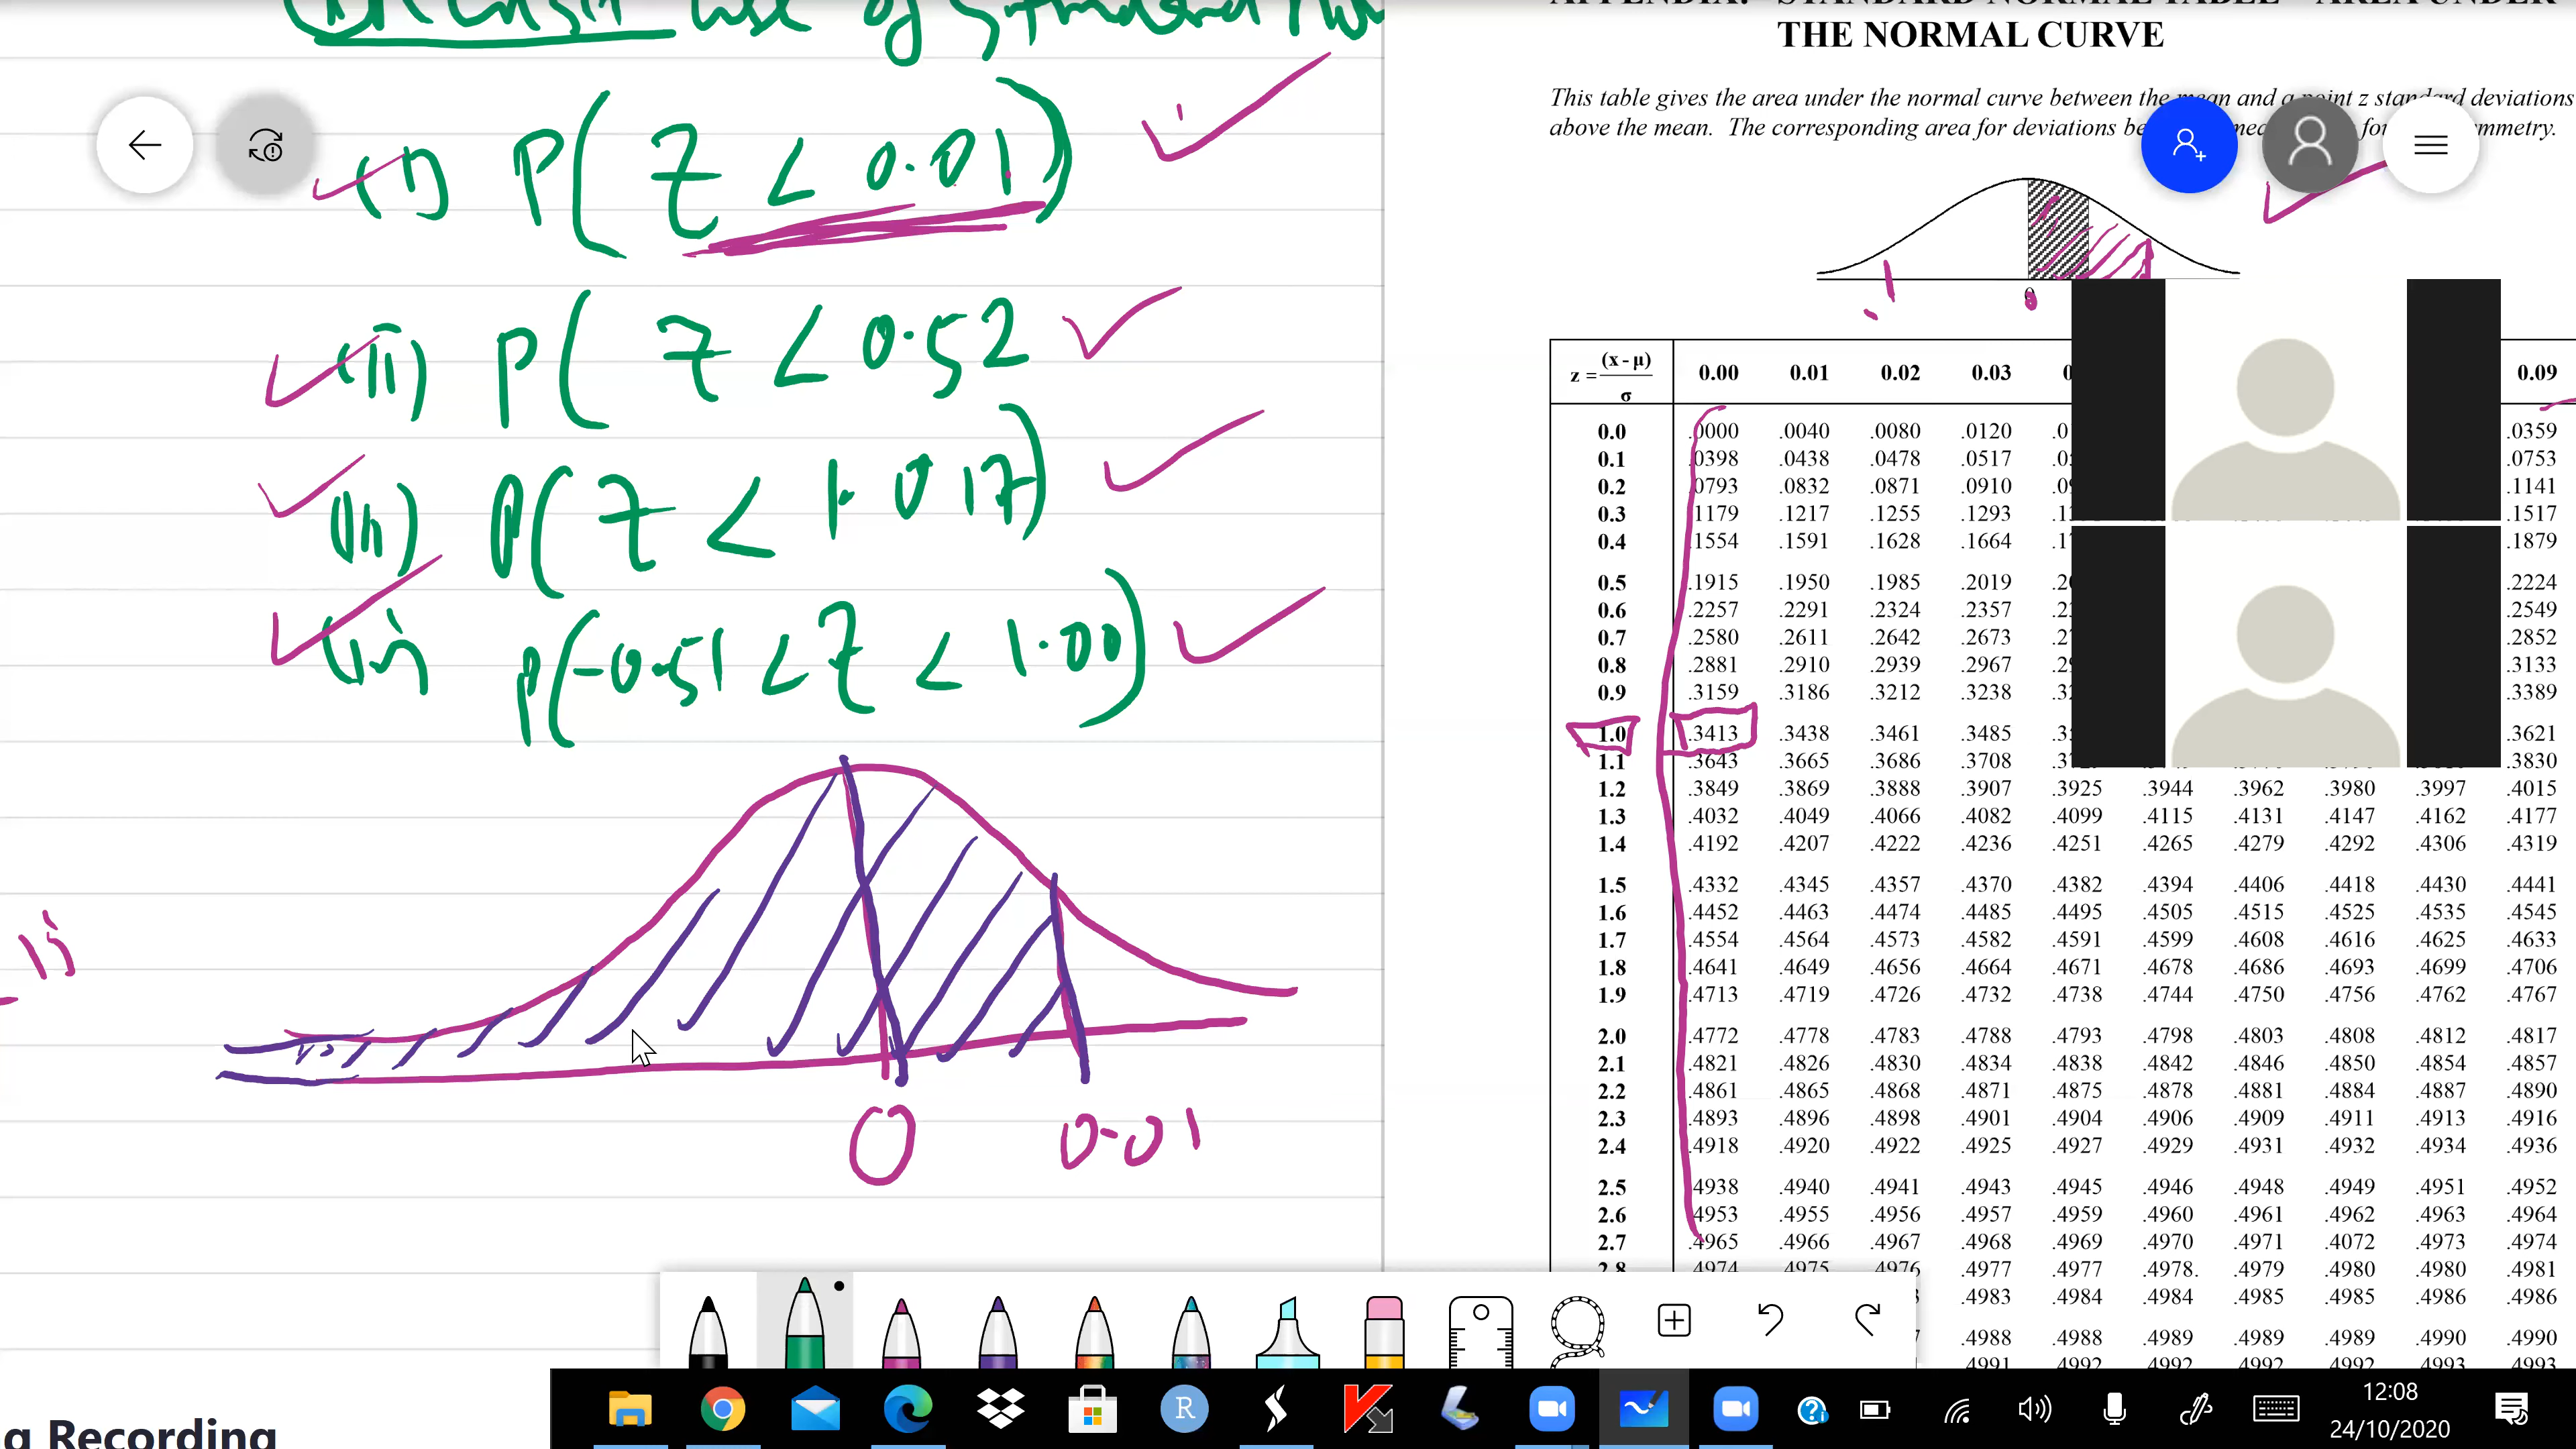 use of Standard
(i) P( Z < 0.01)
(ii) P( Z < 0.52
P( Z < 1.017)
P(-0.51 < Z < 1.00)
ii
0 0.01
THE NORMAL CURVE
This table gives the area under the normal curve between the mean and a point z standard deviations
above the mean. The corresponding area for deviations
0
z = (x - μ) / σ 0.00 0.01 0.02 0.03 0.09
0.0 .0000 .0040 .0080 .0120 .0359
0.1 .0398 .0438 .0478 .0517 .0753
0.2 .0793 .0832 .0871 .0910 .1141
0.3 .1179 .1217 .1255 .1293 .1517
0.4 .1554 .1591 .1628 .1664 .1879
0.5 .1915 .1950 .1985 .2019 .2224
0.6 .2257 .2291 .2324 .2357 .2549
0.7 .2580 .2611 .2642 .2673 .2852
0.8 .2881 .2910 .2939 .2967 .3133
0.9 .3159 .3186 .3212 .3238 .3389
1.0 .3413 .3438 .3461 .3485 .3621
1.1 .3643 .3665 .3686 .3708 .3830
1.2 .3849 .3869 .3888 .3907 .3925 .3944 .3962 .3980 .3997 .4015
1.3 .4032 .4049 .4066 .4082 .4099 .4115 .4131 .4147 .4162 .4177
1.4 .4192 .4207 .4222 .4236 .4251 .4265 .4279 .4292 .4306 .4319
1.5 .4332 .4345 .4357 .4370 .4382 .4394 .4406 .4418 .4430 .4441
1.6 .4452 .4463 .4474 .4485 .4495 .4505 .4515 .4525 .4535 .4545
1.7 .4554 .4564 .4573 .4582 .4591 .4599 .4608 .4616 .4625 .4633
1.8 .4641 .4649 .4656 .4664 .4671 .4678 .4686 .4693 .4699 .4706
1.9 .4713 .4719 .4726 .4732 .4738 .4744 .4750 .4756 .4762 .4767
2.0 .4772 .4778 .4783 .4788 .4793 .4798 .4803 .4808 .4812 .4817
2.1 .4821 .4826 .4830 .4834 .4838 .4842 .4846 .4850 .4854 .4857
2.2 .4861 .4865 .4868 .4871 .4875 .4878 .4881 .4884 .4887 .4890
2.3 .4893 .4896 .4898 .4901 .4904 .4906 .4909 .4911 .4913 .4916
2.4 .4918 .4920 .4922 .4925 .4927 .4929 .4931 .4932 .4934 .4936
2.5 .4938 .4940 .4941 .4943 .4945 .4946 .4948 .4949 .4951 .4952
2.6 .4953 .4955 .4956 .4957 .4959 .4960 .4961 .4962 .4963 .4964
2.7 .4965 .4966 .4967 .4968 .4969 .4970 .4971 .4072 .4973 .4974
2.8 .4974 .4975 .4976 .4977 .4977 .4978. .4979 .4980 .4980 .4981
.4983 .4984 .4984 .4985 .4985 .4986 .4986
.4988 .4988 .4989 .4989 .4989 .4990 .4990
.4991 .4992 .4992 .4992 .4992 .4993 .4993
g Recording
R
12:08
24/10/2020